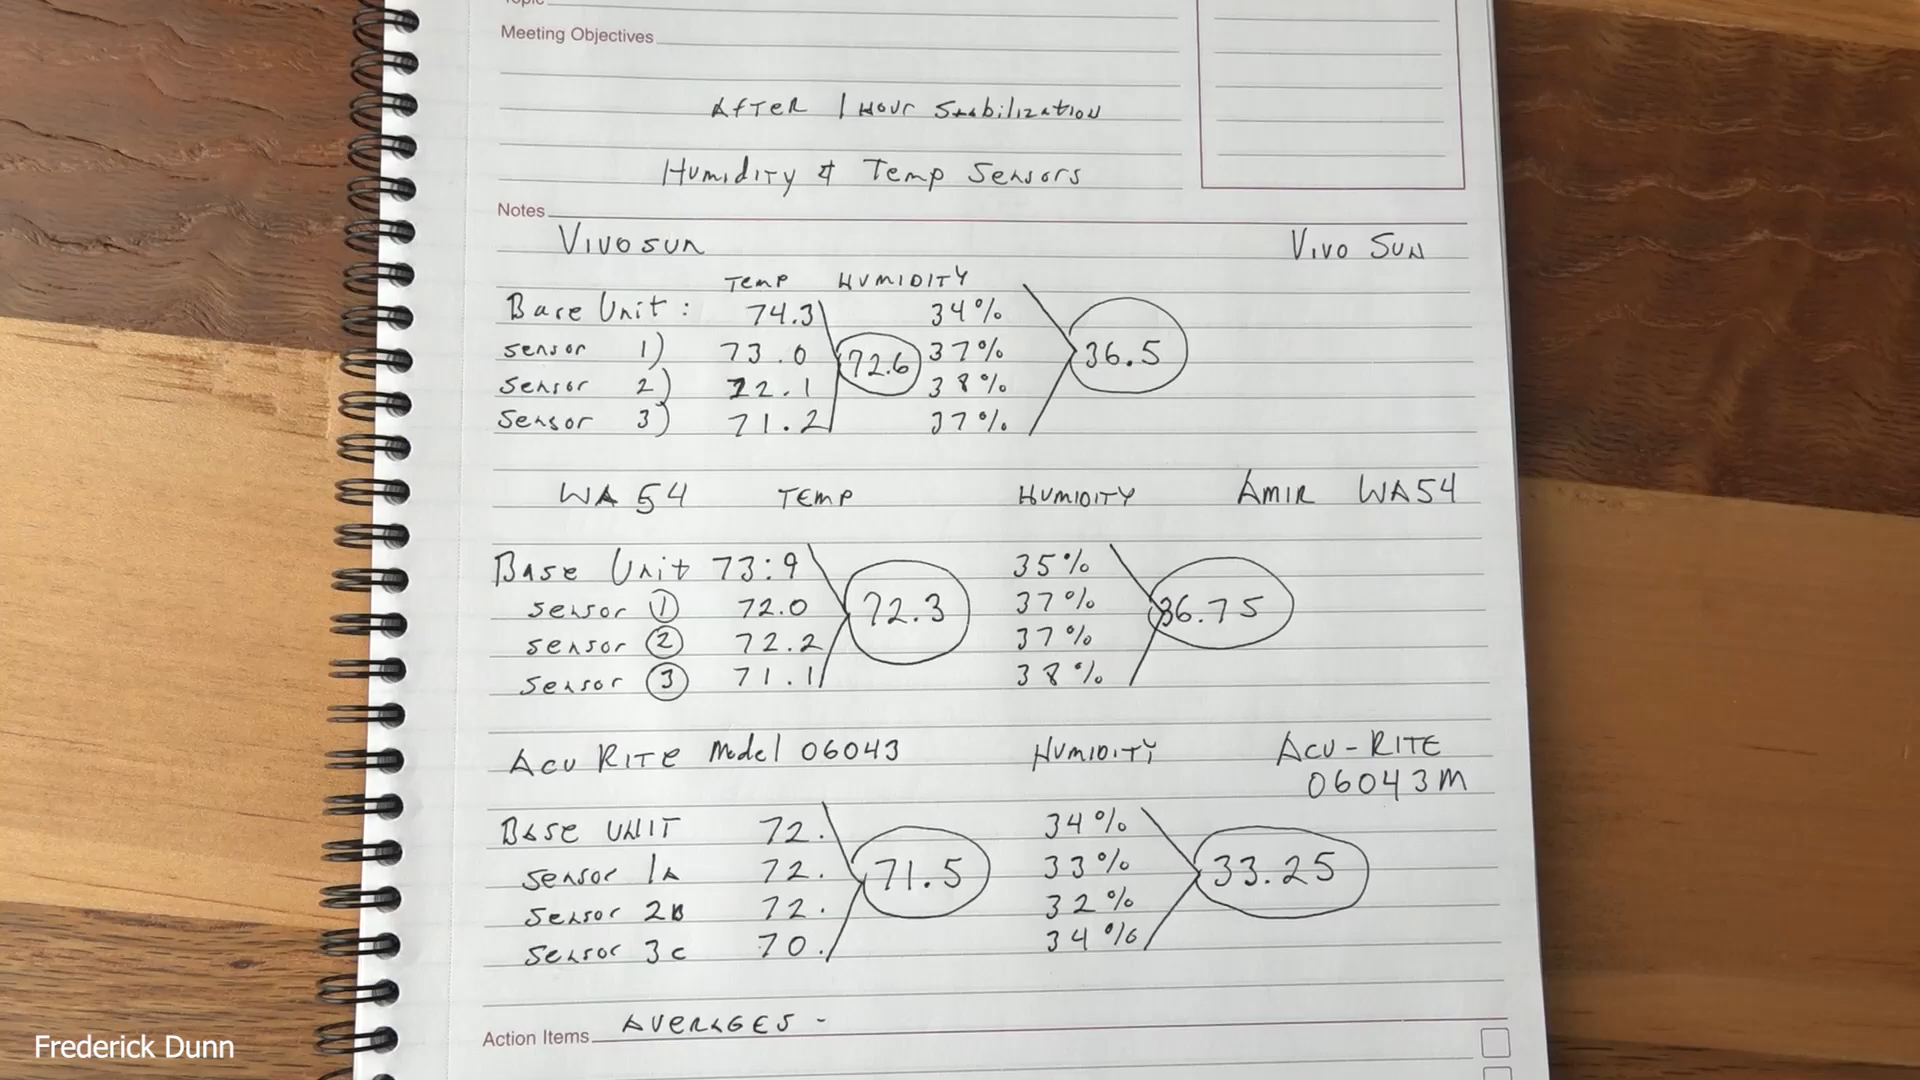 Topic
Meeting Objectives
After 1 Hour Stabilization
Humidity & Temp Sensors
Notes
Vivosun Vivo Sun
Temp Humidity
Base Unit: 74.3 34%
sensor 1) 73.0 72.6 37% 36.5
sensor 2) 72.1 38%
sensor 3) 71.2 37%
WA54 TEMP HUMIDITY AMIR WA54
Base Unit 73:9 35%
sensor 1 72.0 72.3 37% 36.75
sensor 2 72.2 37%
sensor 3 71.1 38%
ACU RITE Model 06043 HUMIDITY ACU-RITE
06043M
BASE UNIT 72. 34%
sensor 1A 72. 71.5 33% 33.25
sensor 2B 72. 32%
sensor 3C 70. 34%
Action Items AVERAGES -
Frederick Dunn